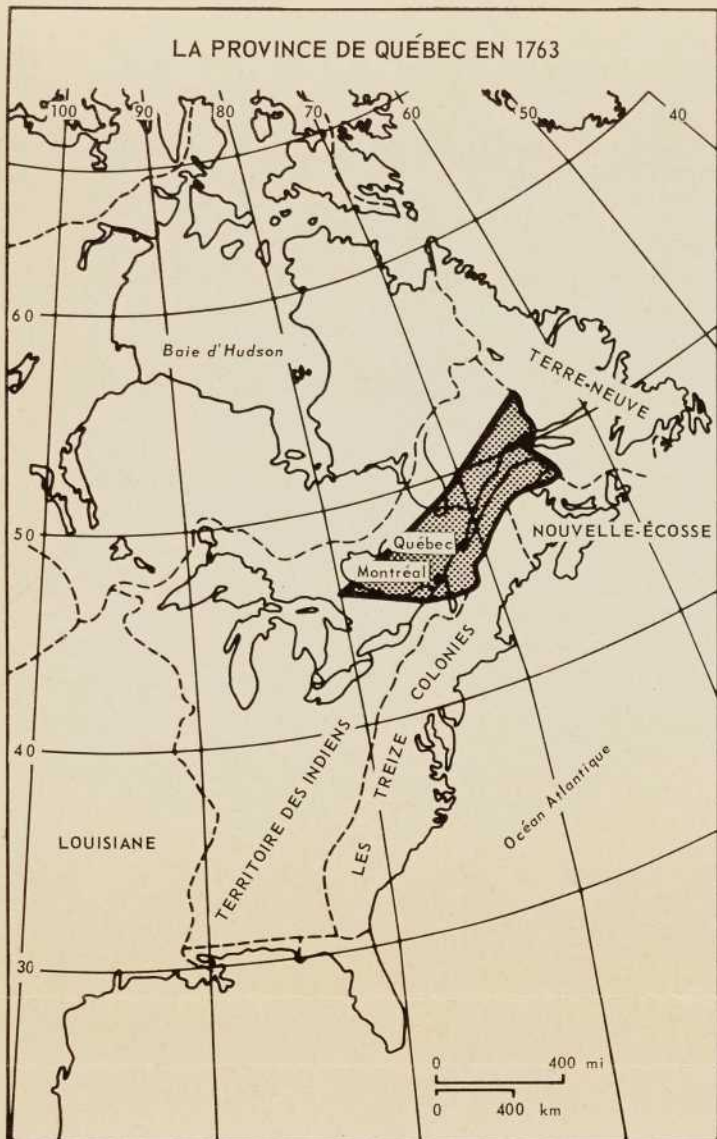 LA PROVINCE DE QUÉBEC EN 1763
100 90 80 70 60 50 40
60
Baie d'Hudson
TERRE-NEUVE
50
Québec
NOUVELLE-ÉCOSSE
Montréal
LES TREIZE COLONIES
40
TERRITOIRE DES INDIENS
Océan Atlantique
LOUISIANE
30
0 400 mi
0 400 km